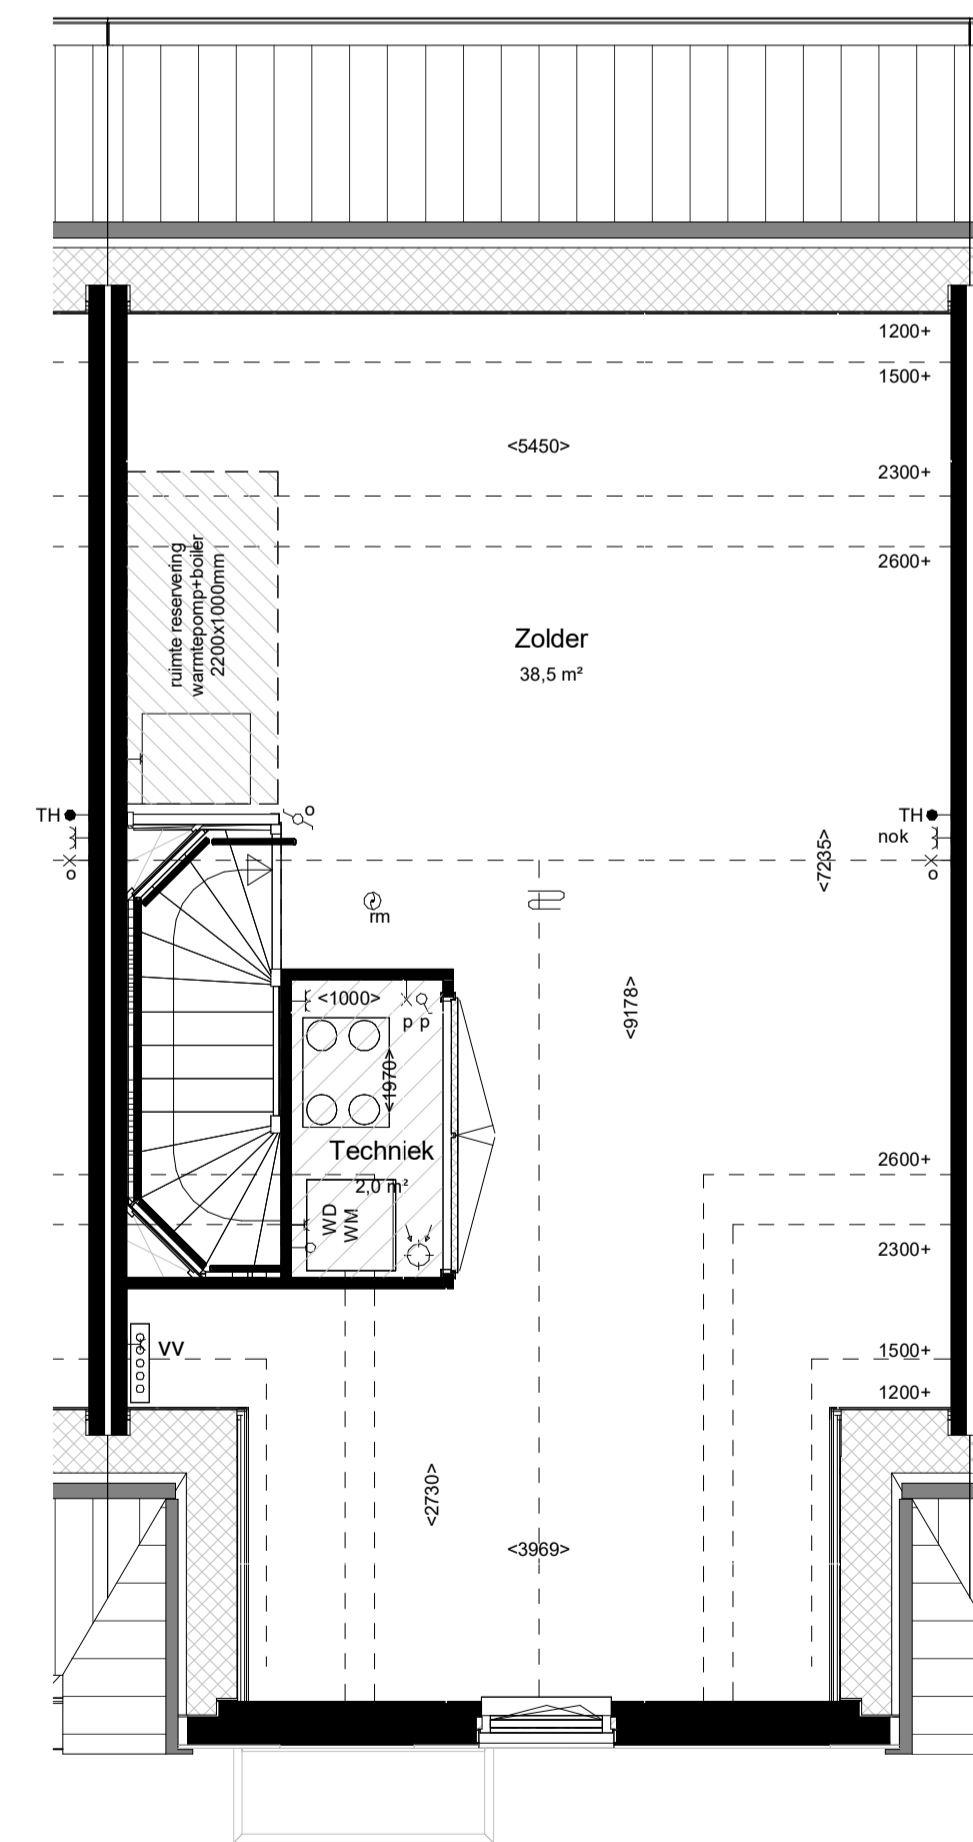 1200+
1500+
<5450>
2300+
2600+
ruimte reservering
warmtepomp+boiler
2200x1000mm
Zolder
38,5 m²
TH
o
o
TH
nok
o
<7235>
rm
<9178>
<1000>
p p
<1970>
Techniek
2,0 m²
WD
WM
2600+
2300+
VV
1500+
1200+
<2730>
<3969>